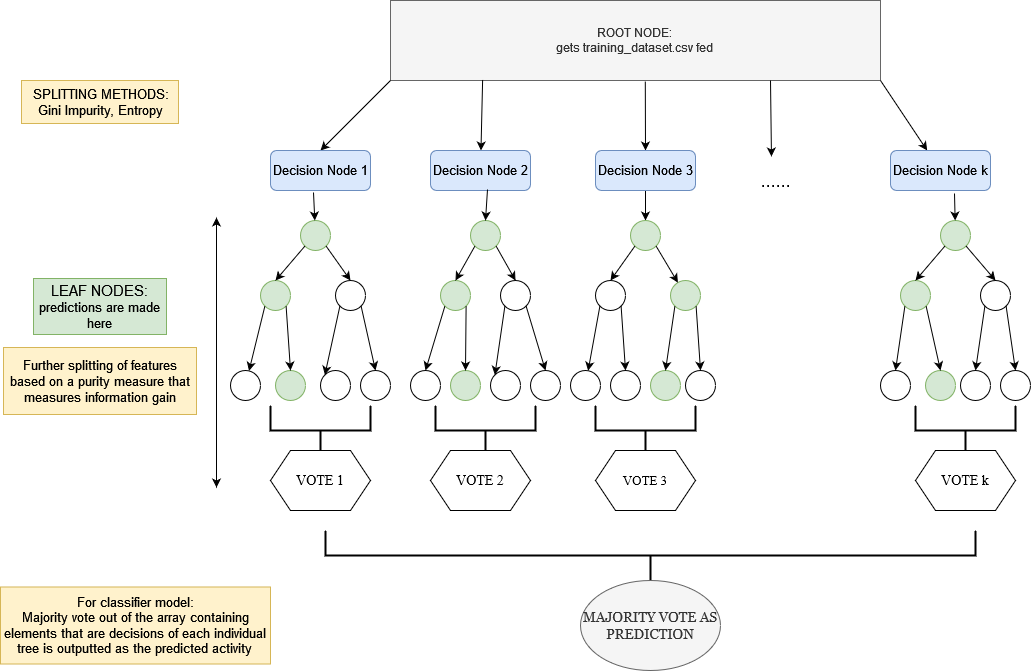 ROOT NODE:
gets training_dataset.csv fed
SPLITTING METHODS:
Gini Impurity, Entropy
Decision Node 1
Decision Node 2
Decision Node 3
......
Decision Node k
LEAF NODES:
predictions are made
here
Further splitting of features
based on a purity measure that
measures information gain
VOTE 1
VOTE 2
VOTE 3
VOTE k
For classifier model:
Majority vote out of the array containing
elements that are decisions of each individual
tree is outputted as the predicted activity
MAJORITY VOTE AS
PREDICTION